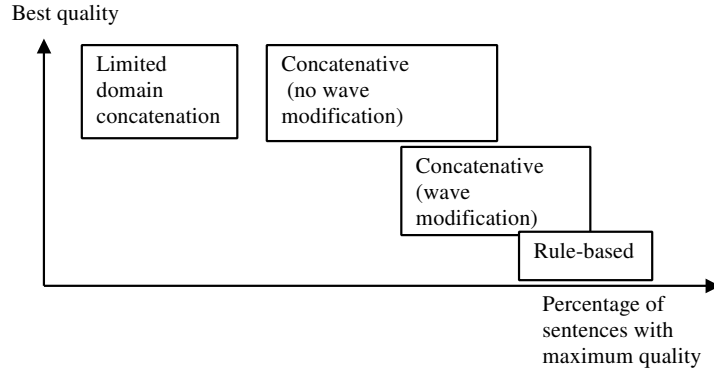 Best quality
Limited
domain
concatenation
Concatenative
(no wave
modification)
Concatenative
(wave
modification)
Rule-based
Percentage of
sentences with
maximum quality